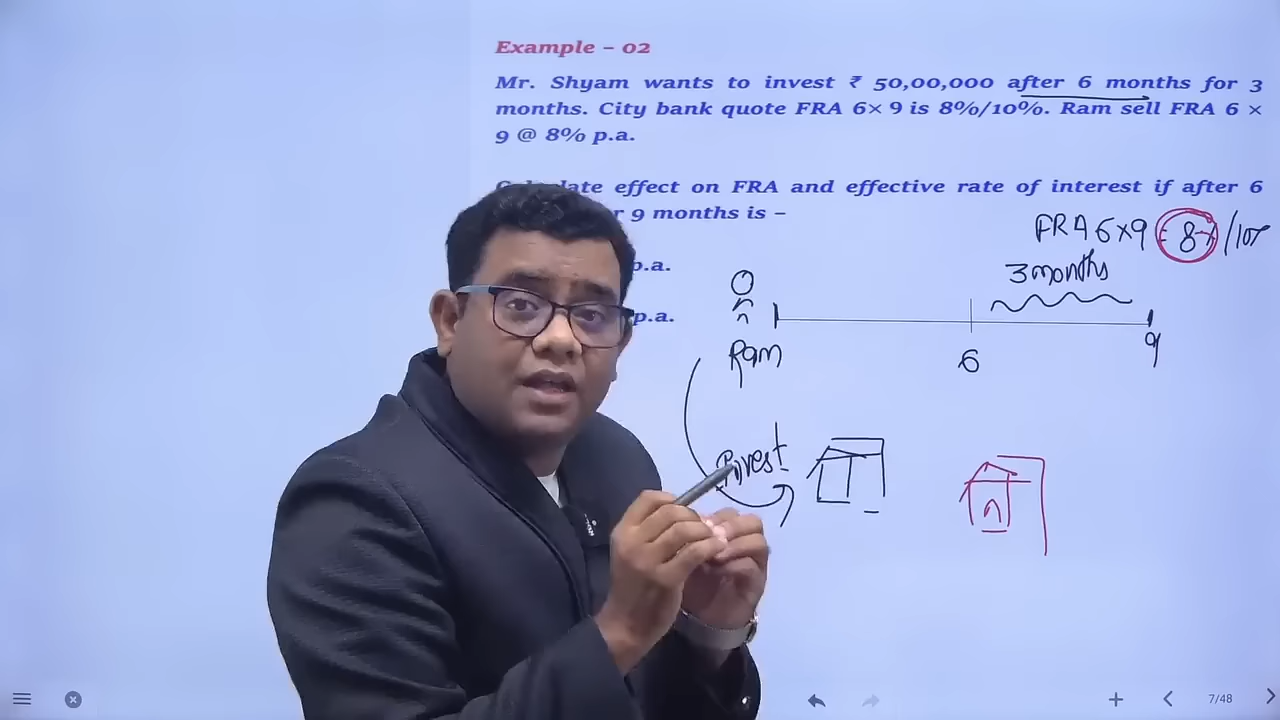 Example – 02
Mr. Shyam wants to invest ₹ 50,00,000 after 6 months for 3
months. City bank quote FRA 6× 9 is 8%/10%. Ram sell FRA 6 ×
9 @ 8% p.a.
effect on FRA and effective rate of interest if after 6
9 months is –
FRA 6×9 = 8%/10%
3 months
p.a.
p.a.
Ram
6
9
Invest
7/48